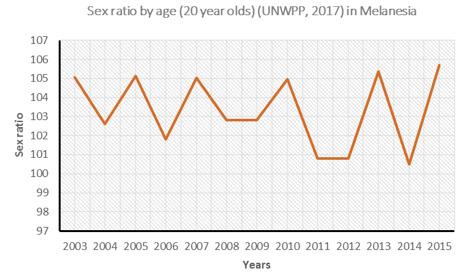 Sex ratio by age (20 year olds) (UNWPP, 2017) in Melanesia
107
106
105
104
103
102
101
100
99
98
97
Sex ratio
2003 2004 2005 2006 2007 2008 2009 2010 2011 2012 2013 2014 2015
Years